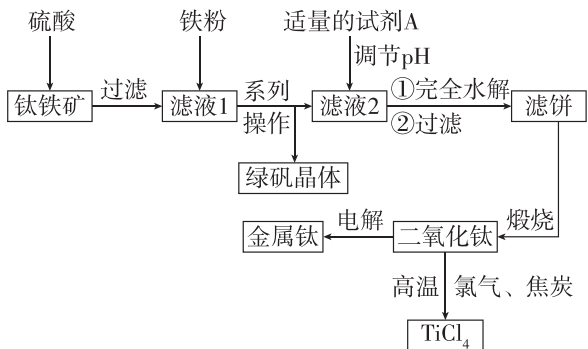 硫酸 铁粉 适量的试剂A
调节pH
钛铁矿 过滤 滤液1 系列 操作 滤液2 ①完全水解 ②过滤 滤饼
绿矾晶体
金属钛 电解 二氧化钛 煅烧
高温 氯气、焦炭
TiCl₄